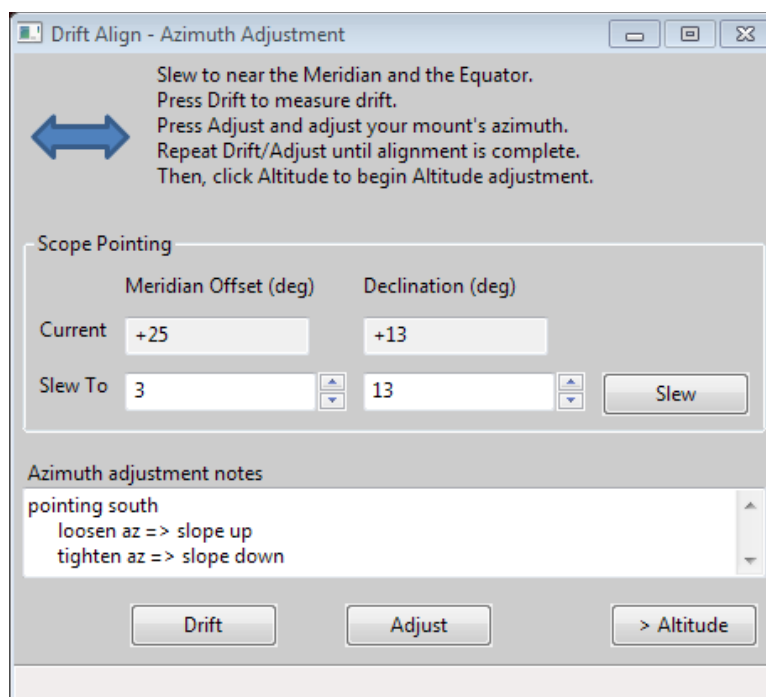 Drift Align - Azimuth Adjustment
Slew to near the Meridian and the Equator.
Press Drift to measure drift.
Press Adjust and adjust your mount's azimuth.
Repeat Drift/Adjust until alignment is complete.
Then, click Altitude to begin Altitude adjustment.
Scope Pointing
Meridian Offset (deg) Declination (deg)
Current +25 +13
Slew To 3 13 Slew
Azimuth adjustment notes
pointing south
loosen az => slope up
tighten az => slope down
Drift Adjust > Altitude